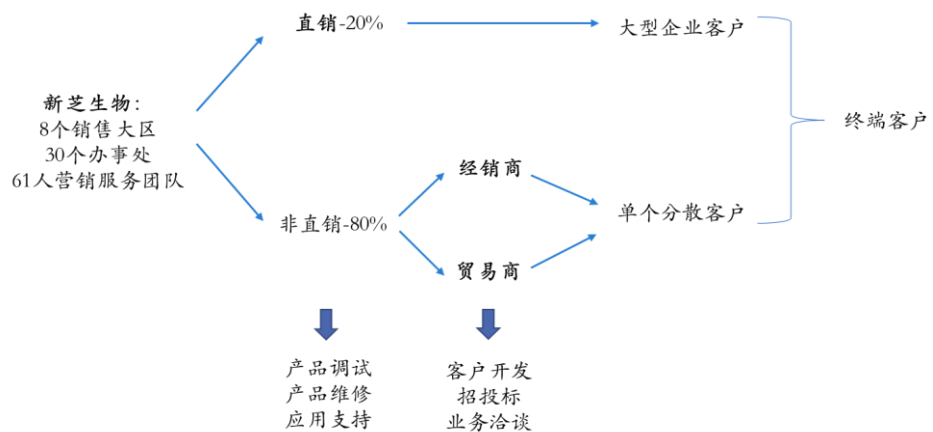 直销-20%
大型企业客户
新芝生物：
8个销售大区
30个办事处
61人营销服务团队
终端客户
经销商
非直销-80%
单个分散客户
贸易商
产品调试
产品维修
应用支持
客户开发
招投标
业务洽谈